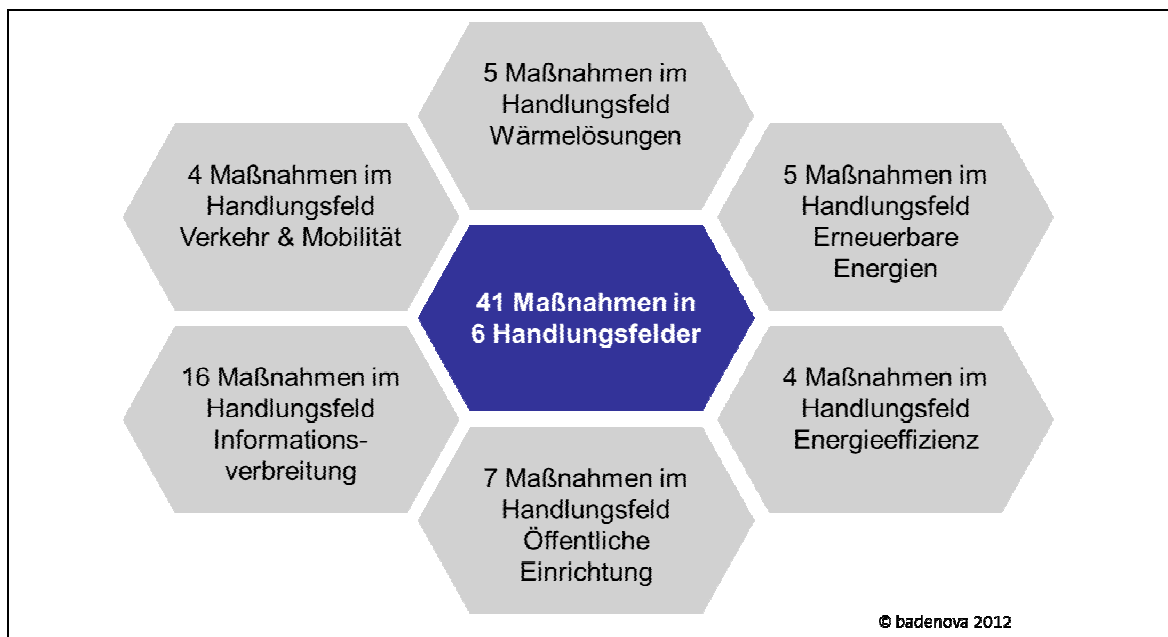 5 Maßnahmen im
Handlungsfeld
Wärmelösungen
4 Maßnahmen im
Handlungsfeld
Verkehr & Mobilität
5 Maßnahmen im
Handlungsfeld
Erneuerbare
Energien
41 Maßnahmen in
6 Handlungsfelder
16 Maßnahmen im
Handlungsfeld
Informations-
verbreitung
4 Maßnahmen im
Handlungsfeld
Energieeffizienz
7 Maßnahmen im
Handlungsfeld
Öffentliche
Einrichtung
© badenova 2012